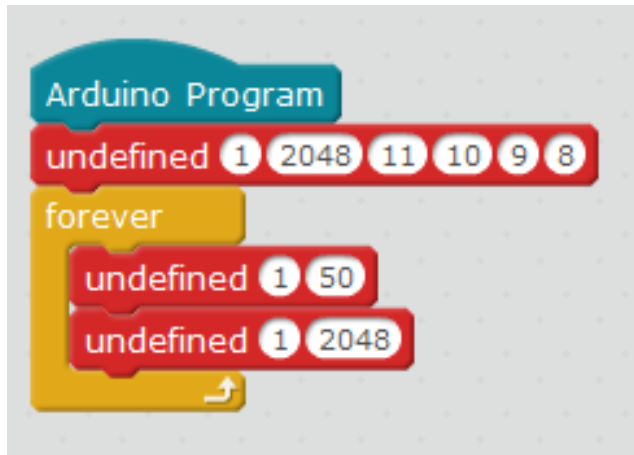 Arduino Program
undefined 1 2048 11 10 9 8
forever
undefined 1 50
undefined 1 2048